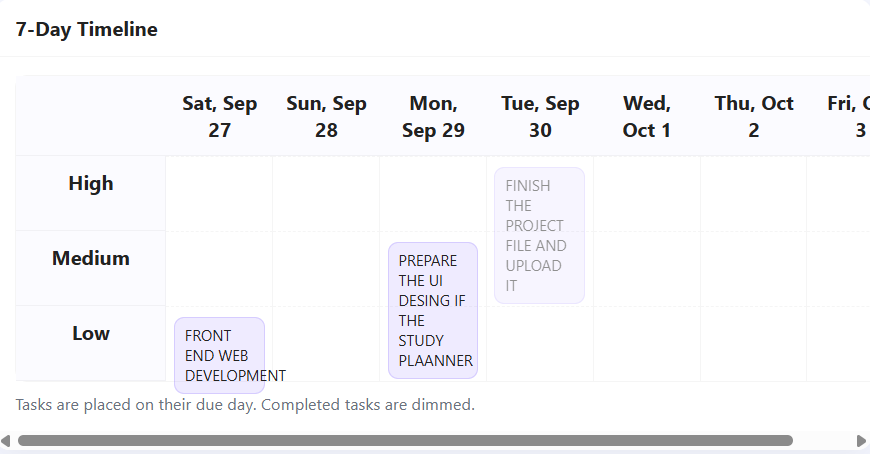 7-Day Timeline
Sat, Sep
27
Sun, Sep
28
Mon,
Sep 29
Tue, Sep
30
Wed,
Oct 1
Thu, Oct
2
Fri,
3
High
FINISH
THE
PROJECT
FILE AND
UPLOAD
IT
Medium
PREPARE
THE UI
DESING IF
THE
STUDY
PLAANNER
Low
FRONT
END WEB
DEVELOPMENT
Tasks are placed on their due day. Completed tasks are dimmed.